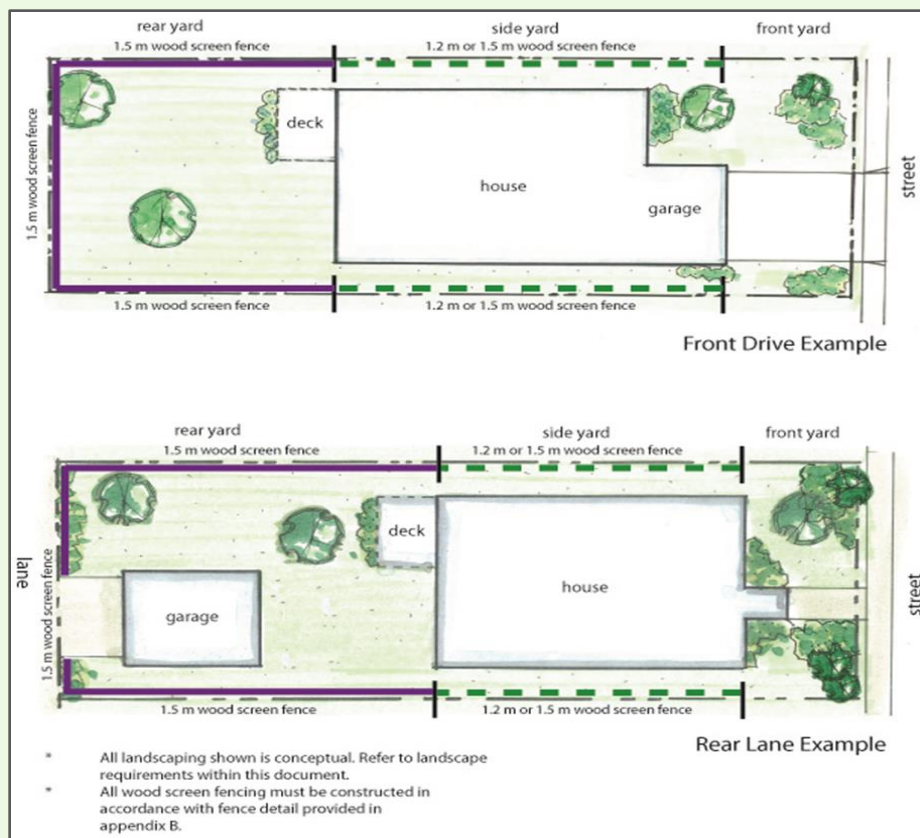 rear yard
side yard
front yard
1.5 m wood screen fence
1.2 m or 1.5 m wood screen fence
1.5 m wood screen fence
deck
house
garage
street
1.5 m wood screen fence
1.2 m or 1.5 m wood screen fence
Front Drive Example
rear yard
side yard
front yard
1.5 m wood screen fence
1.2 m or 1.5 m wood screen fence
lane
1.5 m wood screen fence
deck
garage
house
street
1.5 m wood screen fence
1.2 m or 1.5 m wood screen fence
Rear Lane Example
* All landscaping shown is conceptual. Refer to landscape
requirements within this document.
* All wood screen fencing must be constructed in
accordance with fence detail provided in
appendix B.